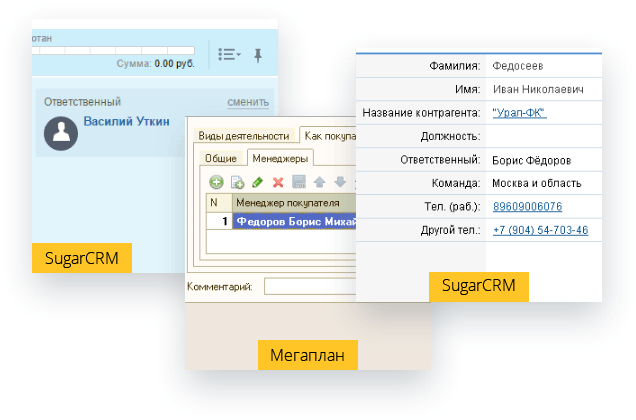 отан
Сумма: 0.00 руб.
Ответственный
сменить
Василий Уткин
SugarCRM
Виды деятельности
Как покупа
Общие
Менеджеры
N
Менеджер покупателя
1
Федоров Борис Михай
Комментарий:
Мегаплан
Фамилия: Федосеев
Имя: Иван Николаевич
Название контрагента: "Урал-ФК"
Должность:
Ответственный: Борис Фёдоров
Команда: Москва и область
Тел. (раб.): 89609006076
Другой тел.: +7 (904) 54-703-46
SugarCRM